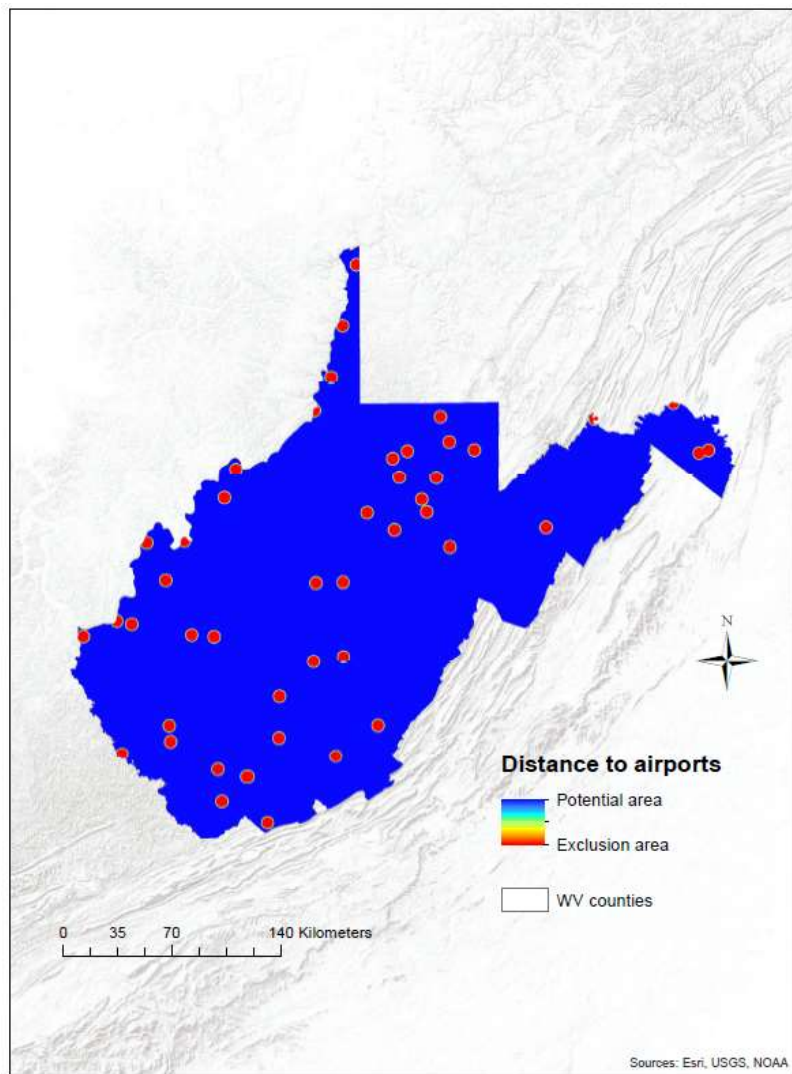 N
Distance to airports
Potential area
Exclusion area
WV counties
0 35 70 140 Kilometers
Sources: Esri, USGS, NOAA